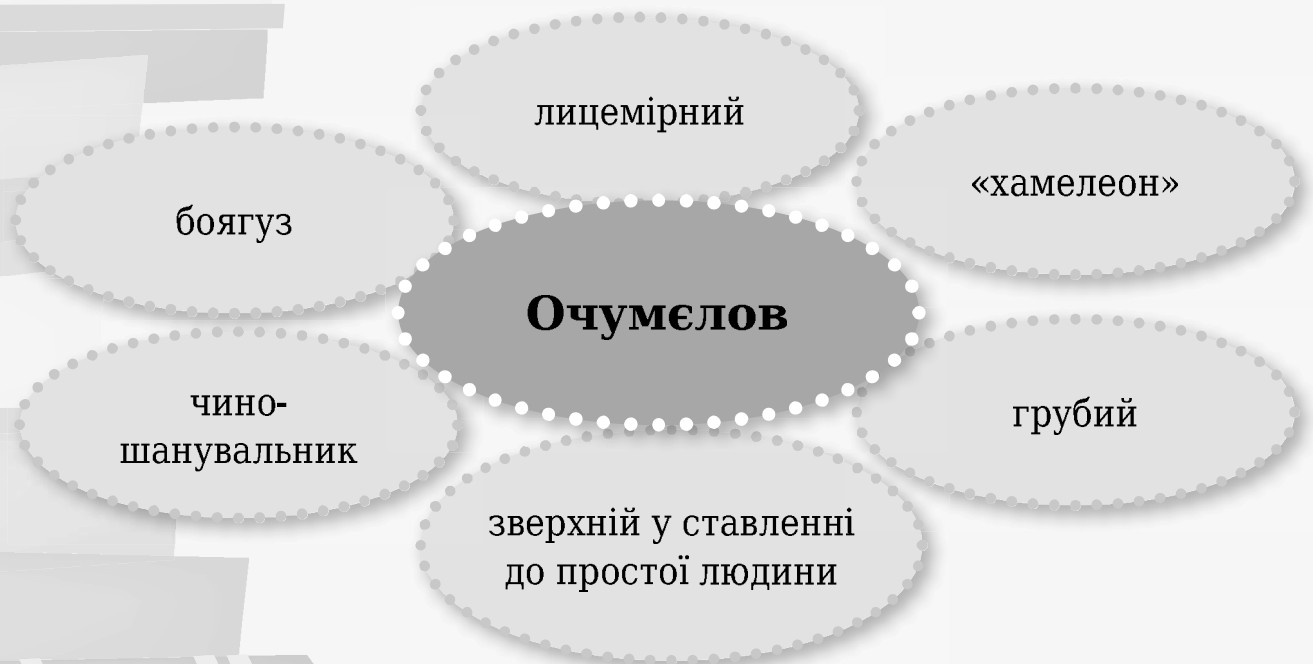 лицемірний
«хамелеон»
боягуз
Очумєлов
чино-
шанувальник
грубий
зверхній у ставленні
до простої людини